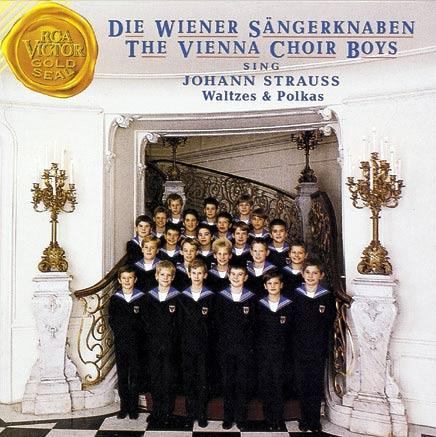 RCA
VICTOR
GOLD
SEAL
DIE WIENER SÄNGERKNABEN
THE VIENNA CHOIR BOYS
SING
JOHANN STRAUSS
Waltzes & Polkas